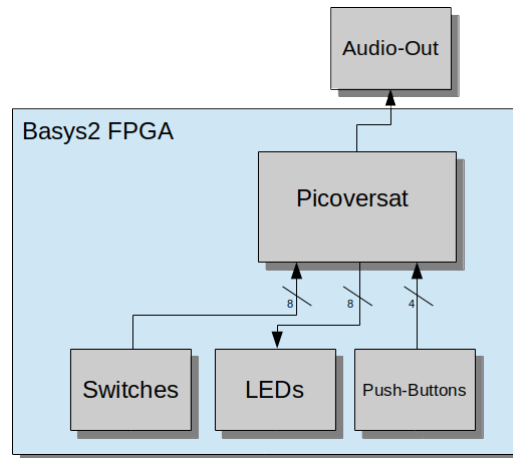 Audio-Out
Basys2 FPGA
Picoversat
8
8
4
Switches
LEDs
Push-Buttons